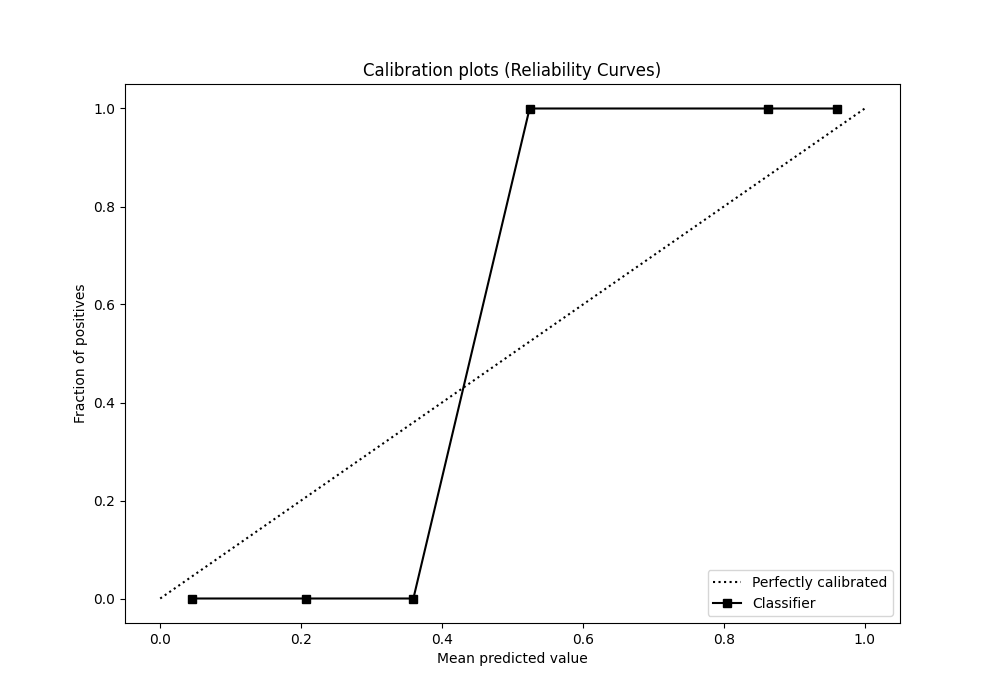 Calibration plots (Reliability Curves)
Fraction of positives
1.0
0.8
0.6
0.4
0.2
0.0
0.0 0.2 0.4 0.6 0.8 1.0
Mean predicted value
Perfectly calibrated
Classifier